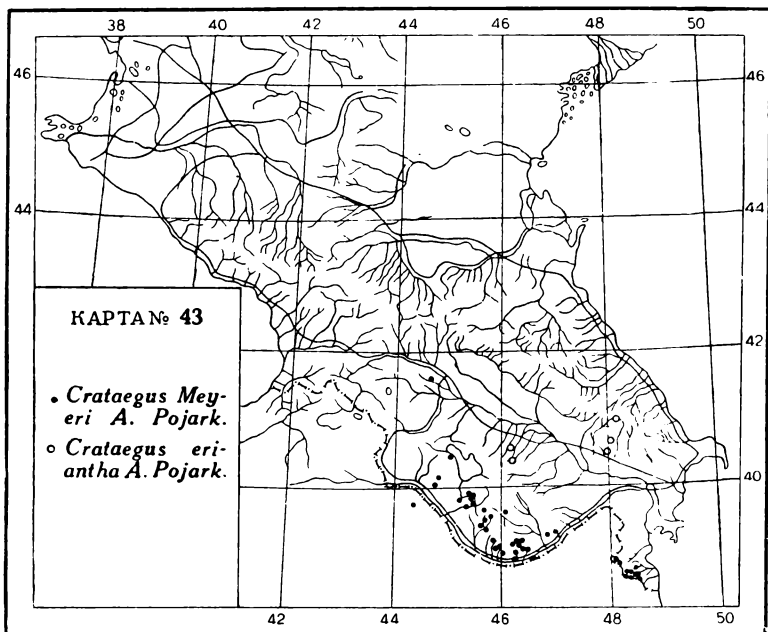 38 40 42 44 46 48 50
46 46
44 44
КАРТА № 43
42
• Crataegus Mey-
eri A. Pojark.
○ Crataegus eri-
antha A. Pojark.
40
42 44 46 48 50